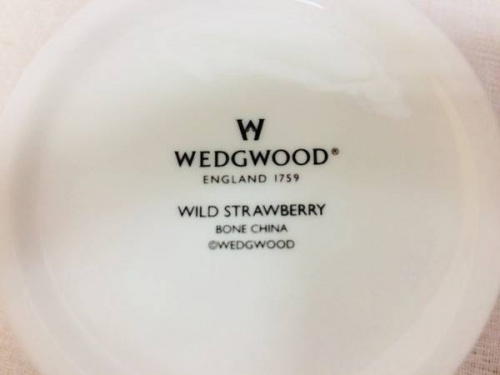 W
WEDGWOOD®
ENGLAND 1759
WILD STRAWBERRY
BONE CHINA
©WEDGWOOD